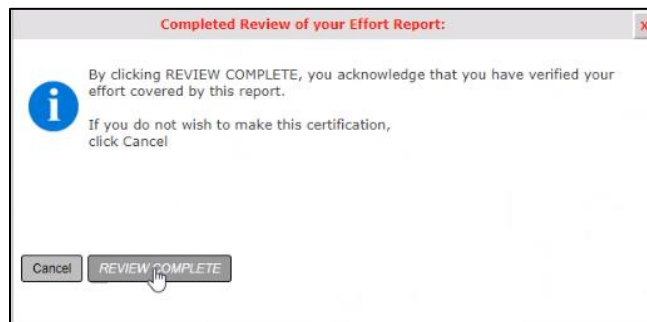 Completed Review of your Effort Report:
x
By clicking REVIEW COMPLETE, you acknowledge that you have verified your
effort covered by this report.
If you do not wish to make this certification,
click Cancel
Cancel
REVIEW COMPLETE